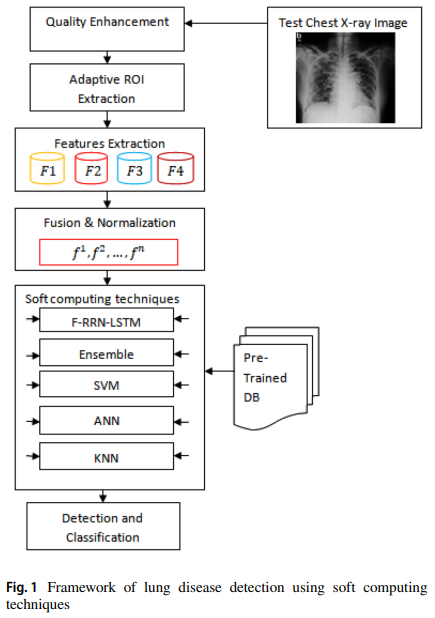 Quality Enhancement
Test Chest X-ray Image
b
Adaptive ROI
Extraction
Features Extraction
F1 F2 F3 F4
Fusion & Normalization
f¹,f²,...,fⁿ
Soft computing techniques
F-RRN-LSTM
Ensemble
SVM
ANN
KNN
Pre-
Trained
DB
Detection and
Classification
Fig. 1 Framework of lung disease detection using soft computing
techniques